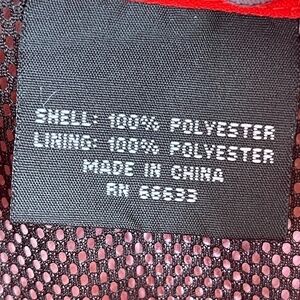 SHELL: 100% POLYESTER
LINING: 100% POLYESTER
MADE IN CHINA
RN 66633